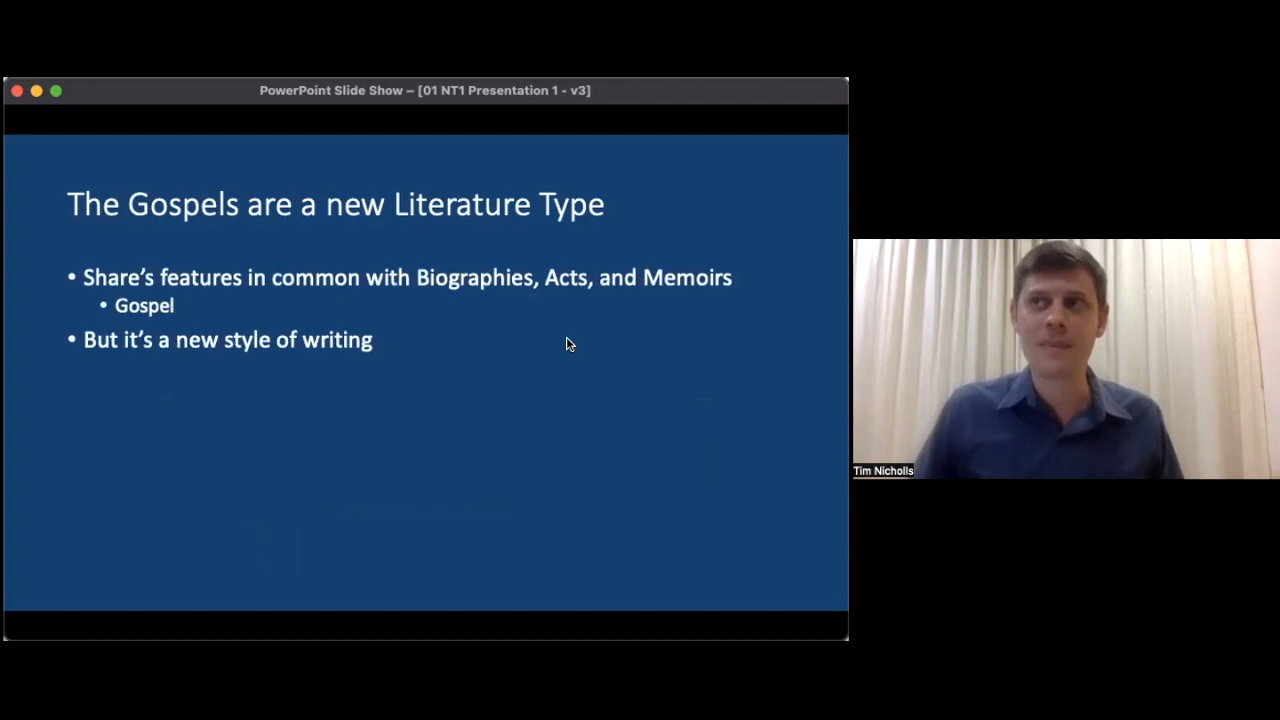 PowerPoint Slide Show – [01 NT1 Presentation 1 - v3]
The Gospels are a new Literature Type
• Share's features in common with Biographies, Acts, and Memoirs
• Gospel
• But it's a new style of writing
Tim Nicholls